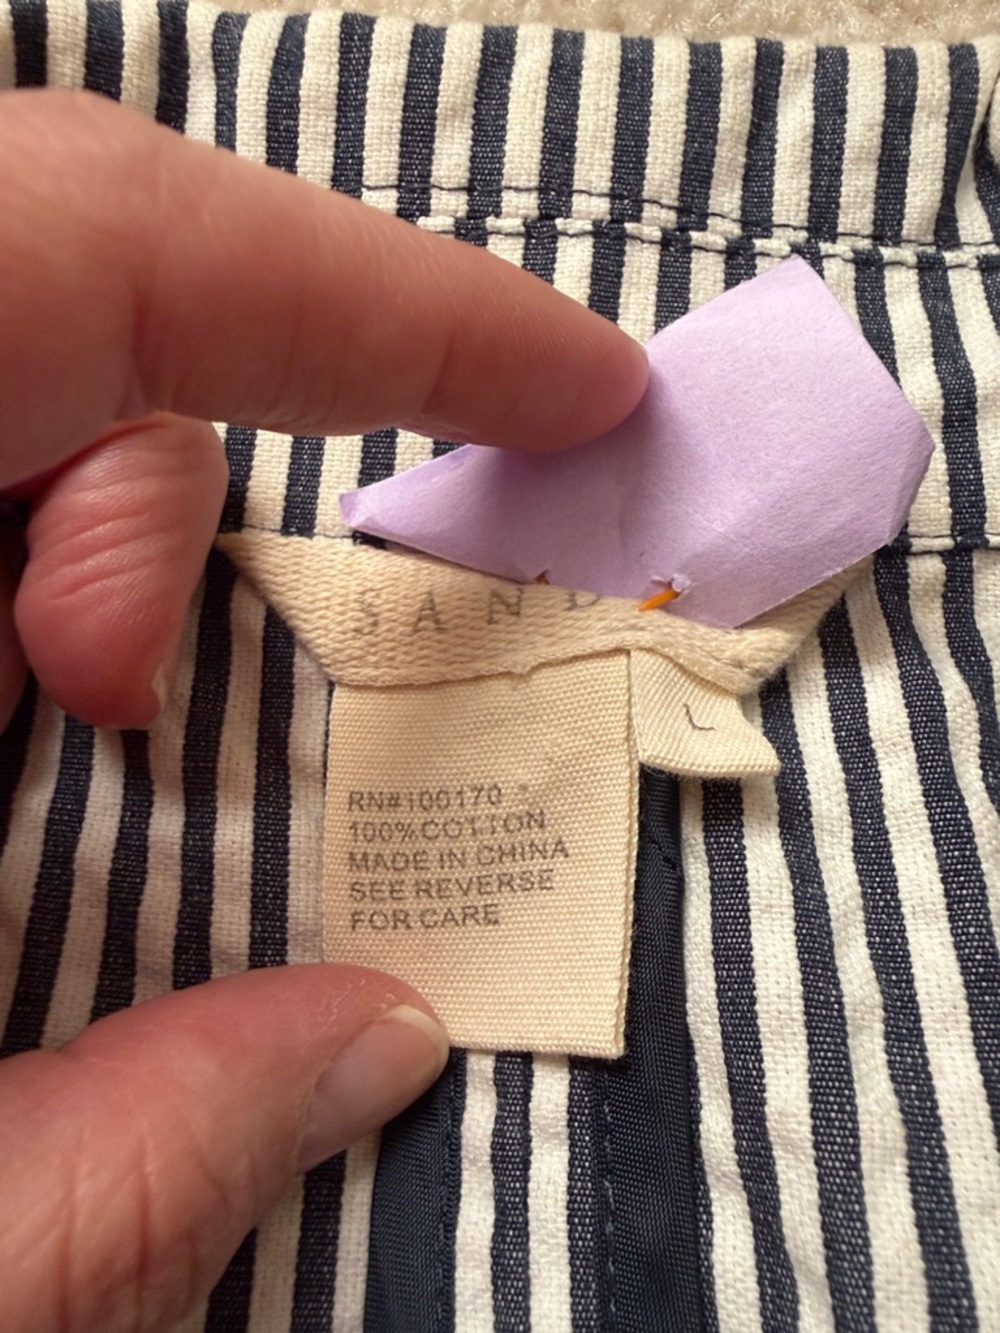 SAND
L
RN#100170
100% COTTON
MADE IN CHINA
SEE REVERSE
FOR CARE